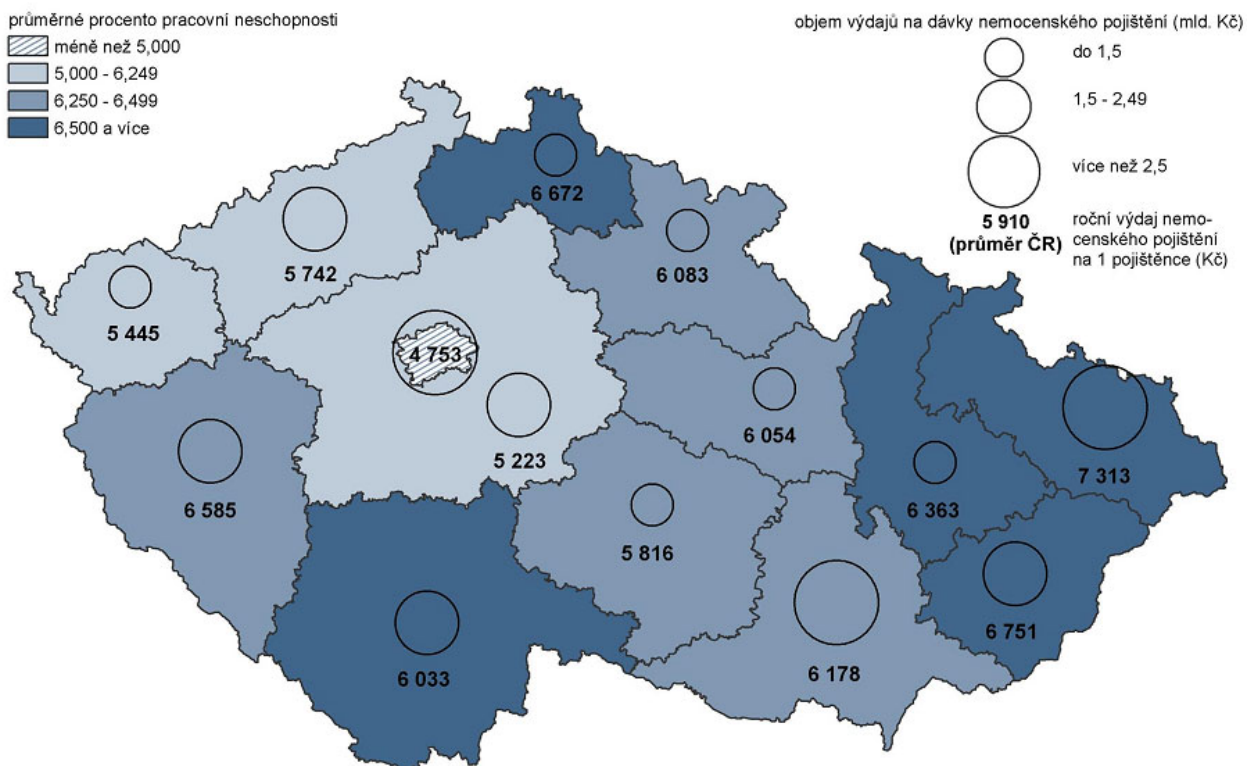 průměrné procento pracovní neschopnosti
méně než 5,000
5,000 - 6,249
6,250 - 6,499
6,500 a více
objem výdajů na dávky nemocenského pojištění (mld. Kč)
do 1,5
1,5 - 2,49
více než 2,5
5 910
(průměr ČR)
roční výdaj nemo-
cenského pojištění
na 1 pojištěnce (Kč)
6 672
5 742
6 083
5 445
4 753
6 054
5 223
7 313
6 585
6 363
5 816
6 751
6 033
6 178